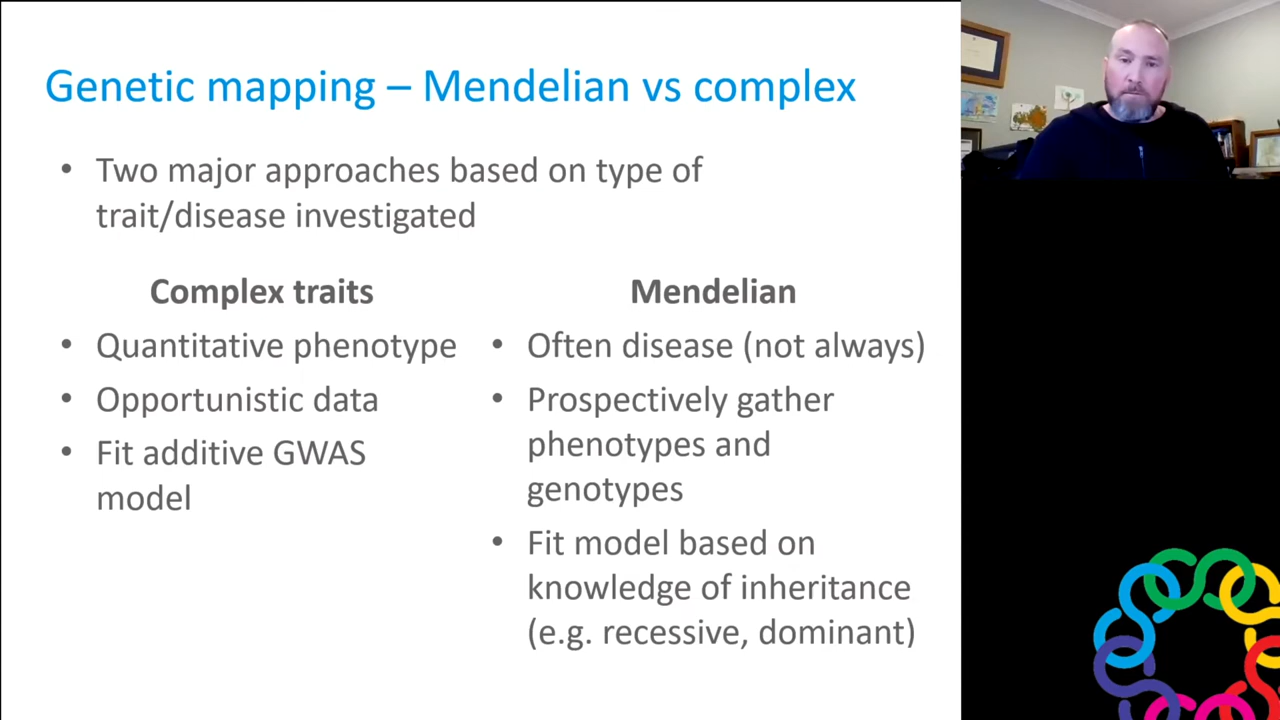 Genetic mapping – Mendelian vs complex
• Two major approaches based on type of
trait/disease investigated
Complex traits
• Quantitative phenotype
• Opportunistic data
• Fit additive GWAS
model
Mendelian
• Often disease (not always)
• Prospectively gather
phenotypes and
genotypes
• Fit model based on
knowledge of inheritance
(e.g. recessive, dominant)